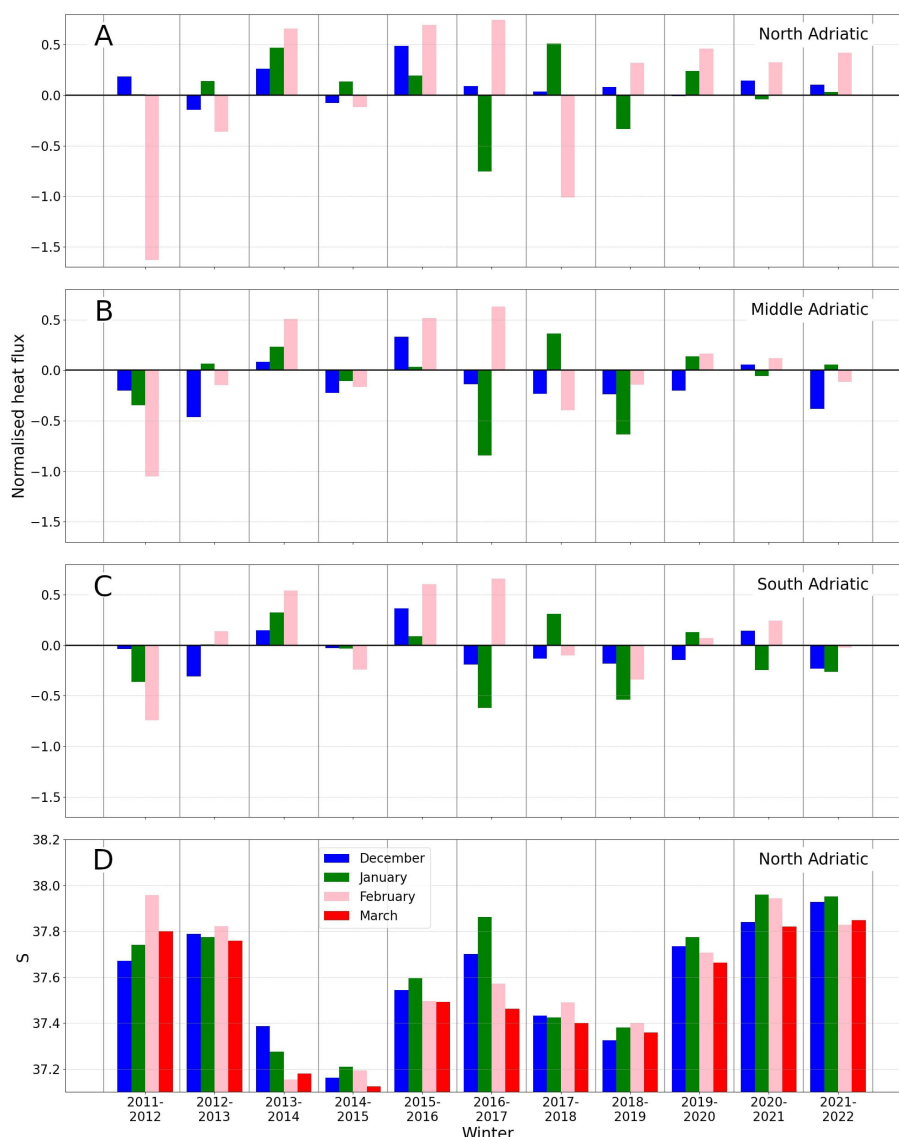 A
North Adriatic
0.5
0.0
−0.5
−1.0
−1.5
B
Middle Adriatic
0.5
0.0
−0.5
−1.0
−1.5
Normalised heat flux
C
South Adriatic
0.5
0.0
−0.5
−1.0
−1.5
D
North Adriatic
December
January
February
March
38.2
38.0
37.8
37.6
37.4
37.2
S
2011-
2012
2012-
2013
2013-
2014
2014-
2015
2015-
2016
2016-
2017
2017-
2018
2018-
2019
2019-
2020
2020-
2021
2021-
2022
Winter